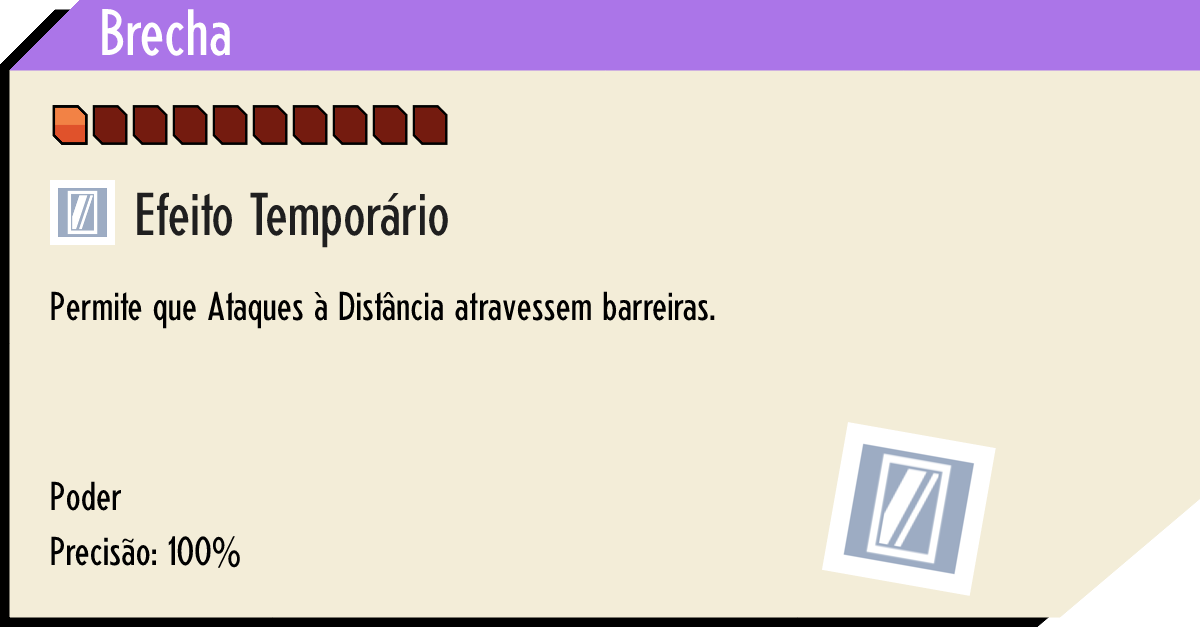 Brecha
Efeito Temporário
Permite que Ataques à Distância atravessem barreiras.
Poder
Precisão: 100%